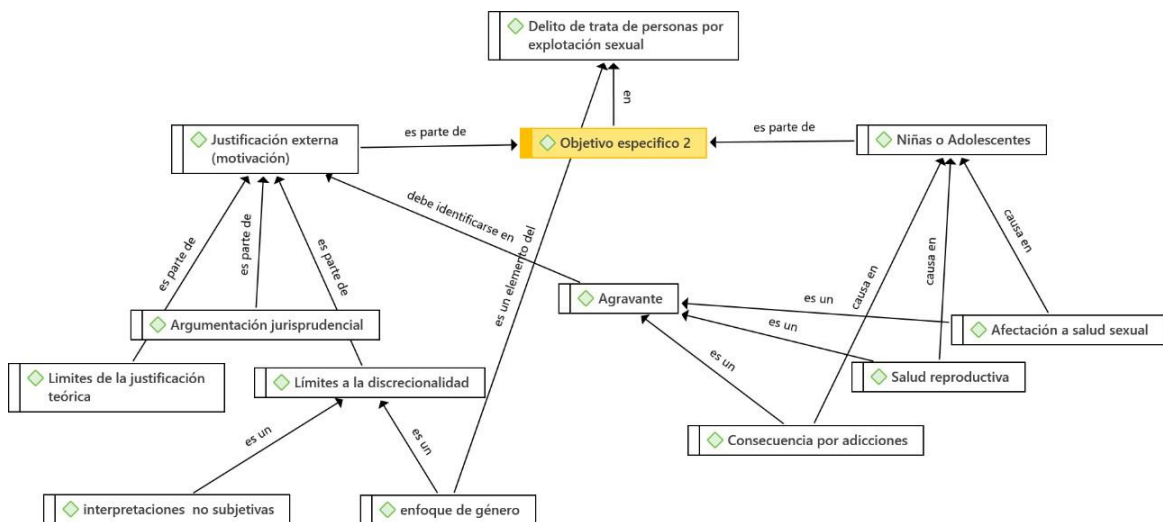 Delito de trata de personas por
explotación sexual
en
Justificación externa
(motivación)
es parte de
Objetivo especifico 2
es parte de
Niñas o Adolescentes
debe identificarse en
es un elemento del
es parte de
es parte de
es parte de
causa en
causa en
causa en
Agravante
es un
es un
es un
Argumentación jurisprudencial
Afectación a salud sexual
Limites de la justificación
teórica
Límites a la discrecionalidad
Salud reproductiva
Consecuencia por adicciones
es un
es un
interpretaciones no subjetivas
enfoque de género